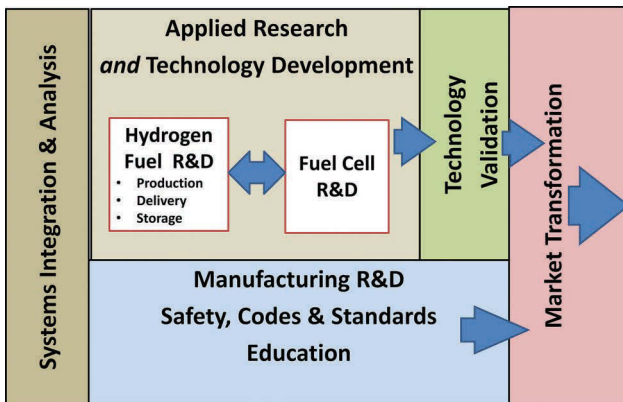 Systems Integration & Analysis
Applied Research
and Technology Development
Hydrogen
Fuel R&D
• Production
• Delivery
• Storage
Fuel Cell
R&D
Technology
Validation
Market Transformation
Manufacturing R&D
Safety, Codes & Standards
Education